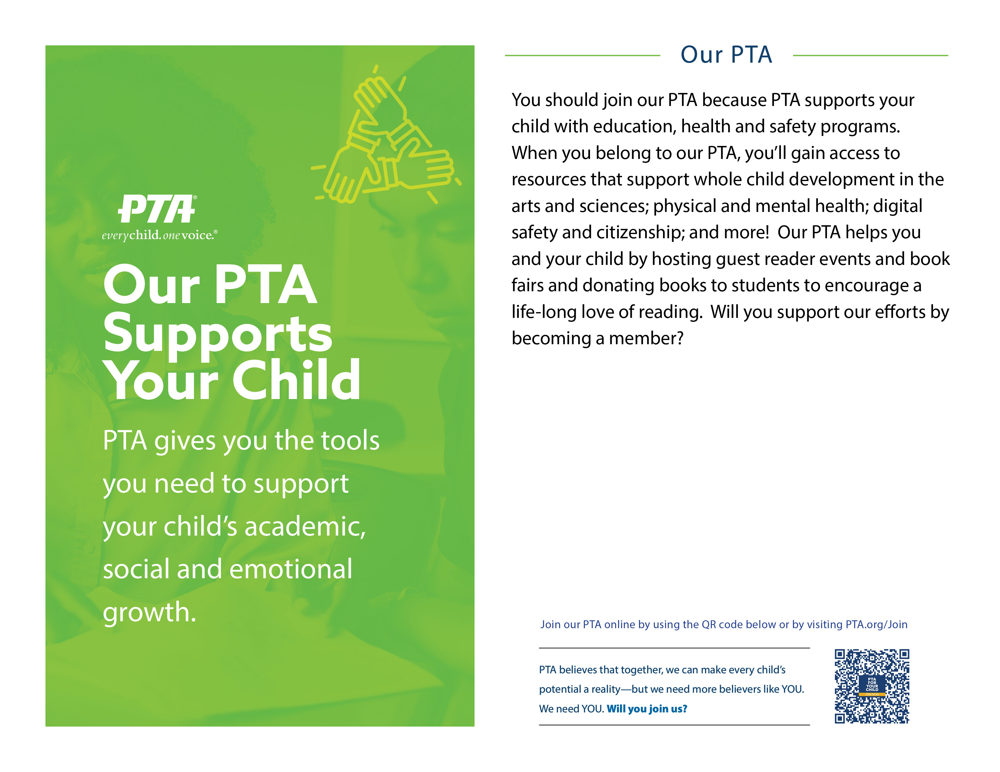 PTA®
everychild.onevoice.®
Our PTA
Supports
Your Child
PTA gives you the tools
you need to support
your child’s academic,
social and emotional
growth.
Our PTA
You should join our PTA because PTA supports your
child with education, health and safety programs.
When you belong to our PTA, you’ll gain access to
resources that support whole child development in the
arts and sciences; physical and mental health; digital
safety and citizenship; and more!  Our PTA helps you
and your child by hosting guest reader events and book
fairs and donating books to students to encourage a
life-long love of reading.  Will you support our efforts by
becoming a member?
Join our PTA online by using the QR code below or by visiting PTA.org/Join
PTA believes that together, we can make every child’s
potential a reality—but we need more believers like YOU.
We need YOU. Will you join us?
PTA
FOR
YOUR
CHILD
JOIN NOW